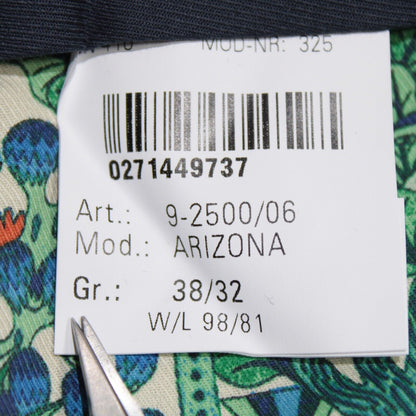 MOD-NR: 325
0271449737
Art.: 9-2500/06
Mod.: ARIZONA
Gr.: 38/32
W/L 98/81